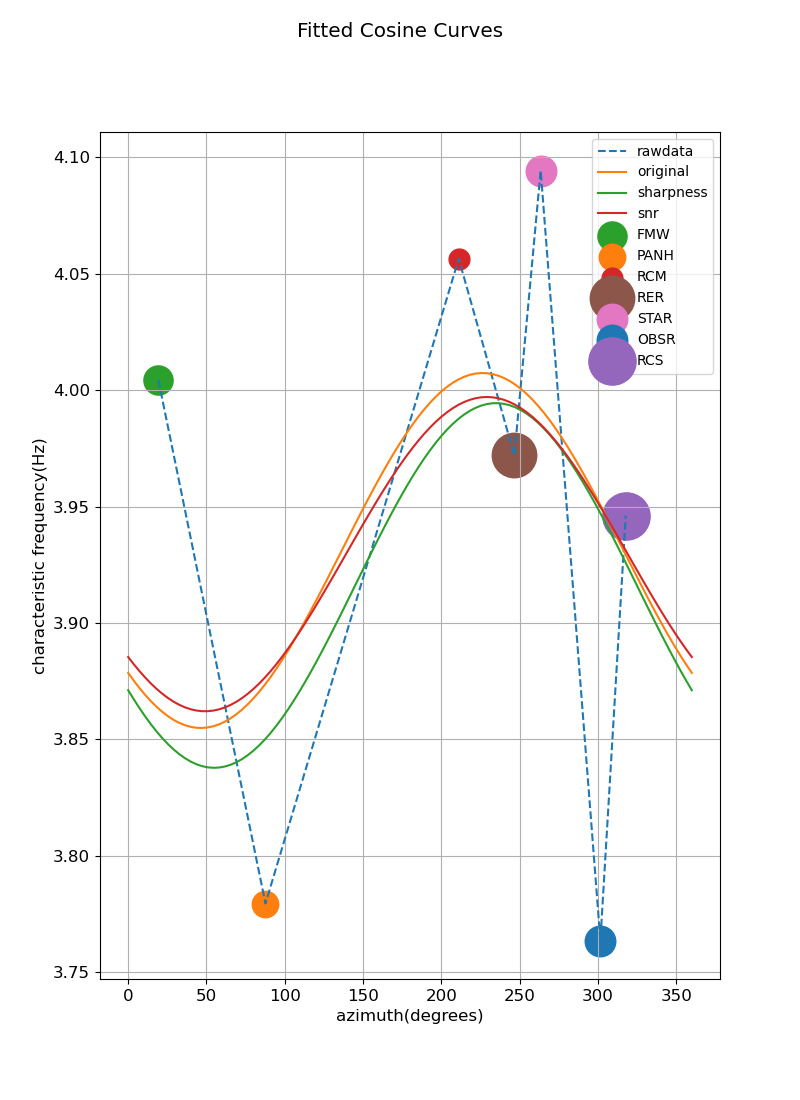 Fitted Cosine Curves
characteristic frequency(Hz)
4.10
4.05
4.00
3.95
3.90
3.85
3.80
3.75
rawdata
original
sharpness
snr
FMW
PANH
RCM
RER
STAR
OBSR
RCS
0 50 100 150 200 250 300 350
azimuth(degrees)